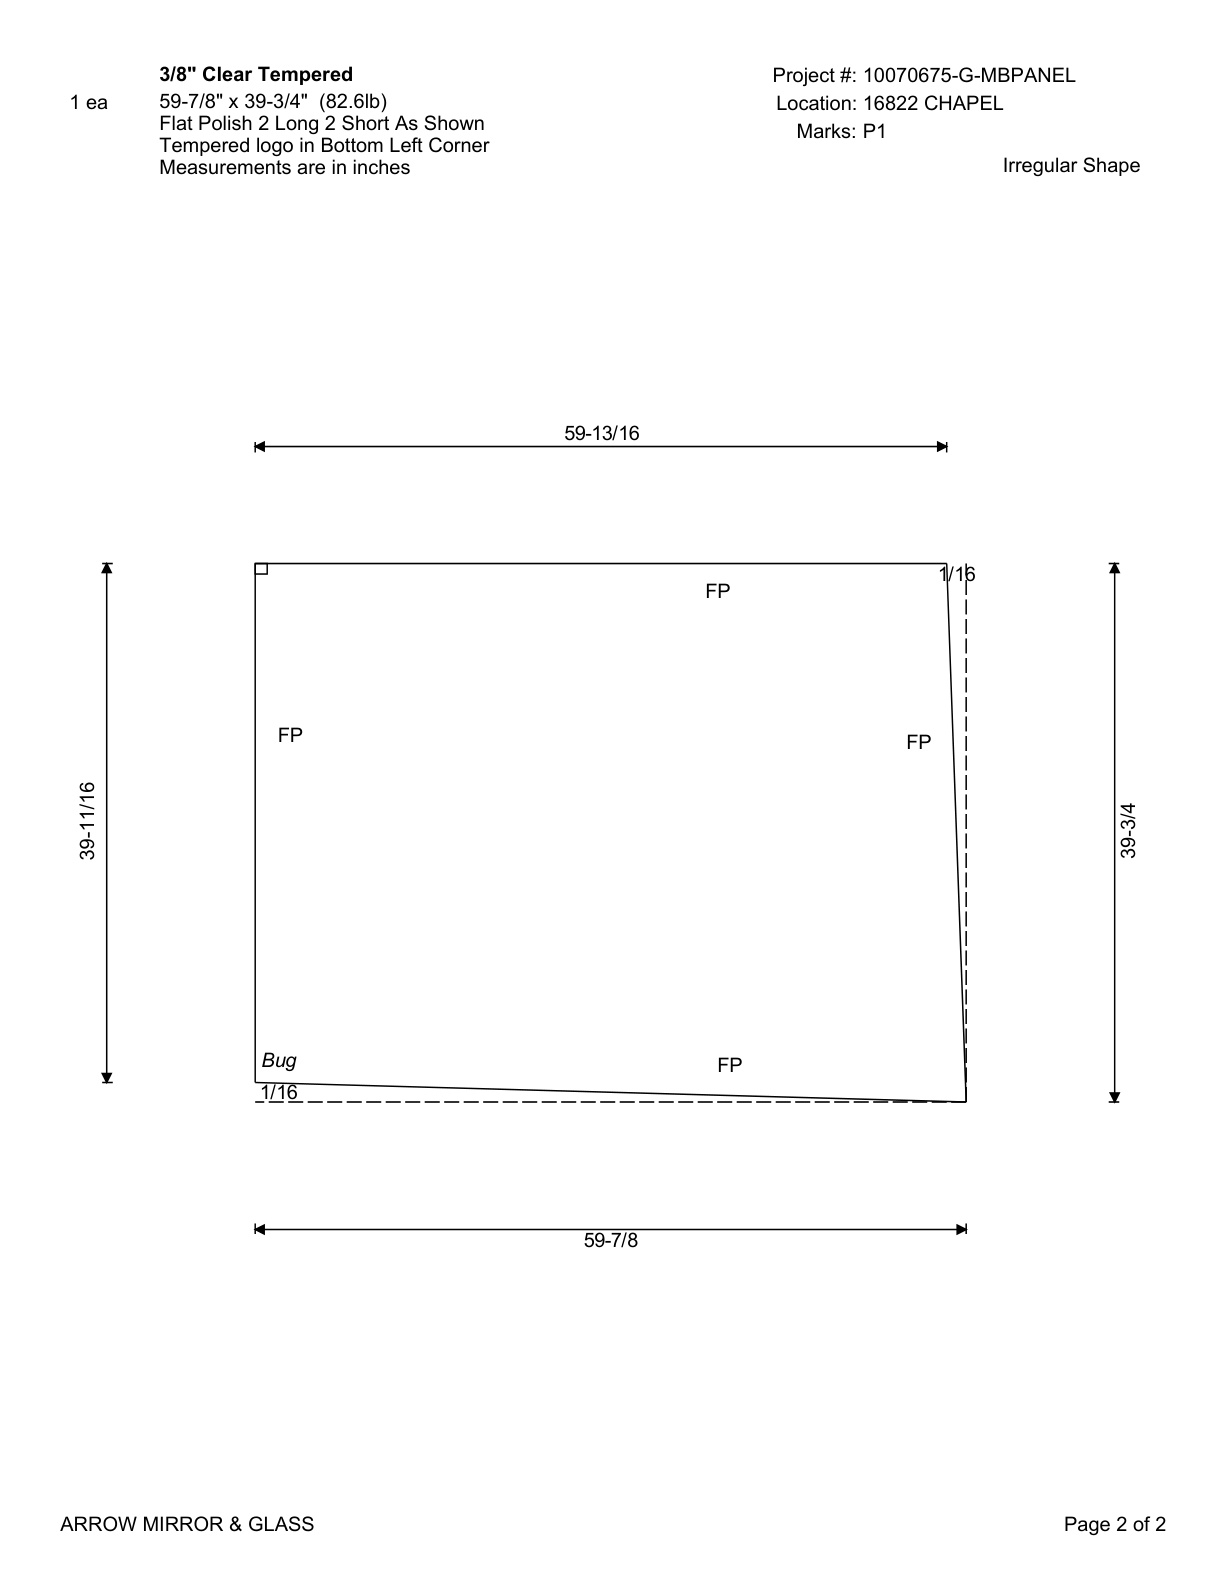 3/8" Clear Tempered
1 ea
59-7/8" x 39-3/4" (82.6lb)
Flat Polish 2 Long 2 Short As Shown
Tempered logo in Bottom Left Corner
Measurements are in inches
Project #: 10070675-G-MBPANEL
Location: 16822 CHAPEL
Marks: P1
Irregular Shape
59-13/16
1/16
FP
FP
FP
39-11/16
39-3/4
Bug
FP
1/16
59-7/8
ARROW MIRROR & GLASS
Page 2 of 2